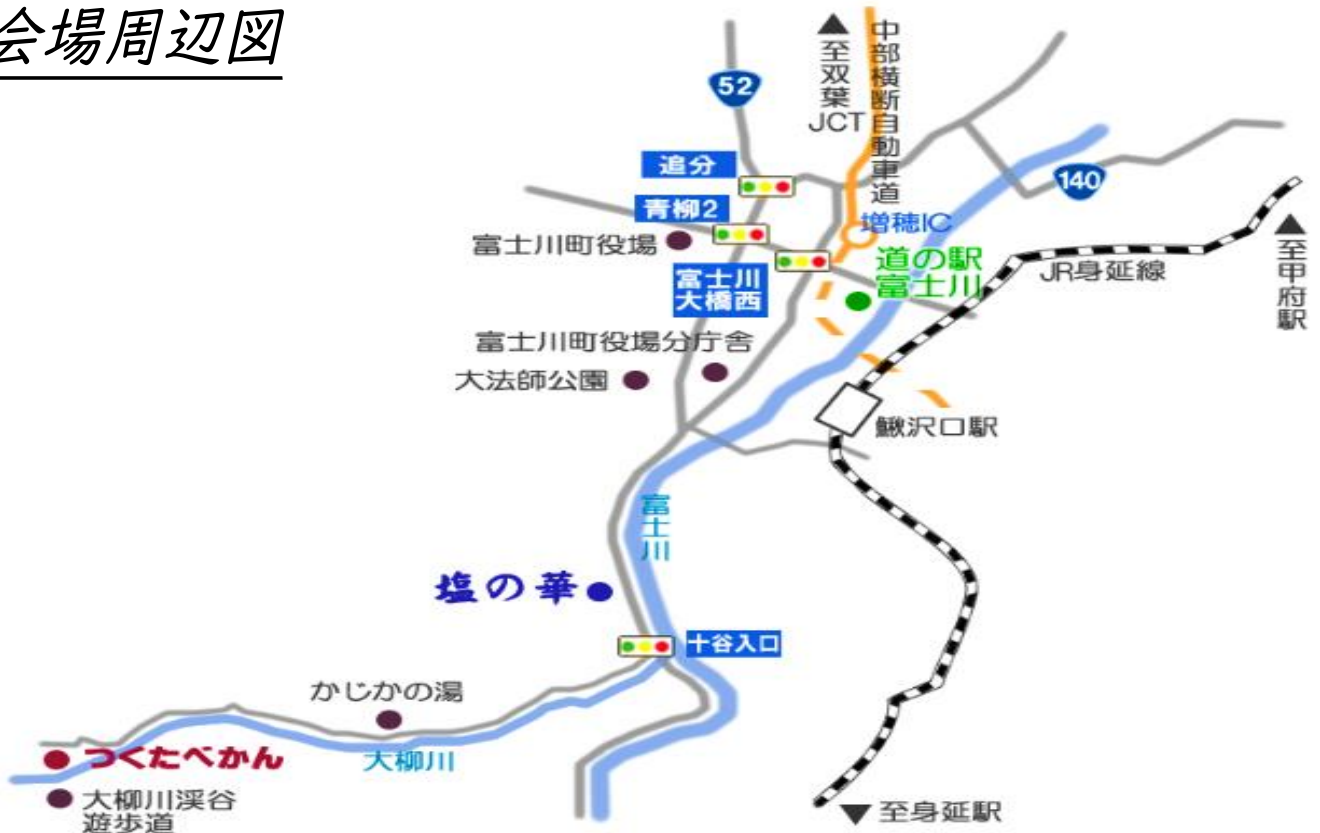 会場周辺図
52
至双葉
JCT
中部横断自動車道
追分
青柳2
富士川町役場
富士川
大橋西
増穂IC
道の駅
富士川
140
JR身延線
至甲府駅
富士川町役場分庁舎
大法師公園
鰍沢口駅
富士川
塩の華
十谷入口
かじかの湯
つくたべかん
大柳川
大柳川渓谷
遊歩道
至身延駅